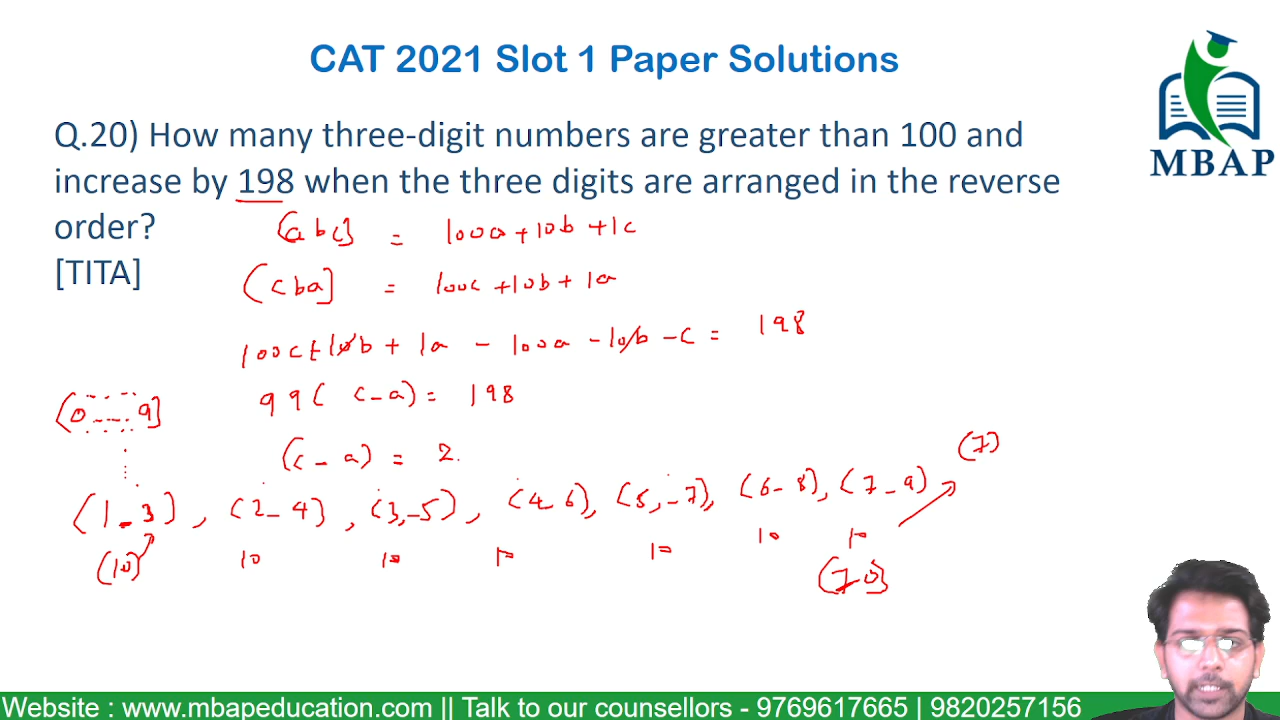 CAT 2021 Slot 1 Paper Solutions
MBAP
Q.20) How many three-digit numbers are greater than 100 and
increase by 198 when the three digits are arranged in the reverse
order?
[TITA]
[abc] = 100a + 10b + 1c
[cba] = 100c + 10b + 1a
100c + 10b + 1a - 100a - 10b - c = 198
99 ( c - a ) = 198
(0 ---- 9]
(c - a) = 2.
(7)
(1 _ 3), (2 _ 4), (3, _ 5), (4 _ 6), (5, _ 7), (6 _ 8), (7 _ 9)
(10) 10 10 10 10 10 10
(70)
Website : www.mbapeducation.com || Talk to our counsellors - 9769617665 | 9820257156